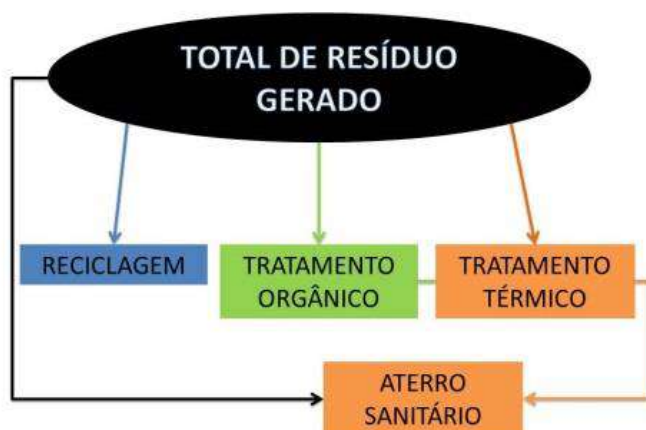 TOTAL DE RESÍDUO
GERADO
RECICLAGEM
TRATAMENTO
ORGÂNICO
TRATAMENTO
TÉRMICO
ATERRO
SANITÁRIO